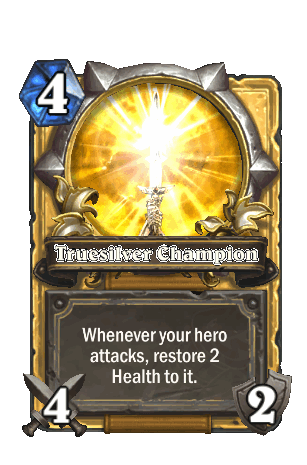 4
Truesilver Champion
Whenever your hero
attacks, restore 2
Health to it.
4
2